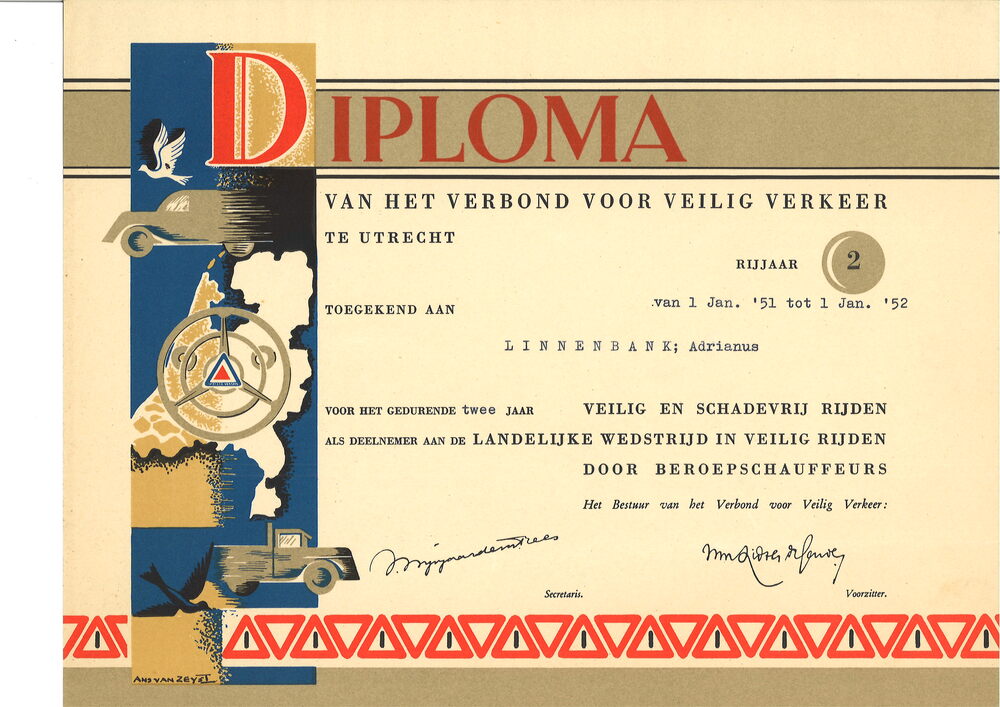 DIPLOMA
VAN HET VERBOND VOOR VEILIG VERKEER
TE UTRECHT
RIJJAAR 2
TOEGEKEND AAN
van 1 Jan. '51 tot 1 Jan. '52
LINNENBANK; Adrianus
VOOR HET GEDURENDE twee JAAR VEILIG EN SCHADEVRIJ RIJDEN
ALS DEELNEMER AAN DE LANDELIJKE WEDSTRIJD IN VEILIG RIJDEN
DOOR BEROEPSCHAUFFEURS
Het Bestuur van het Verbond voor Veilig Verkeer:
Secretaris. Voorzitter.
ANS VAN ZEYST